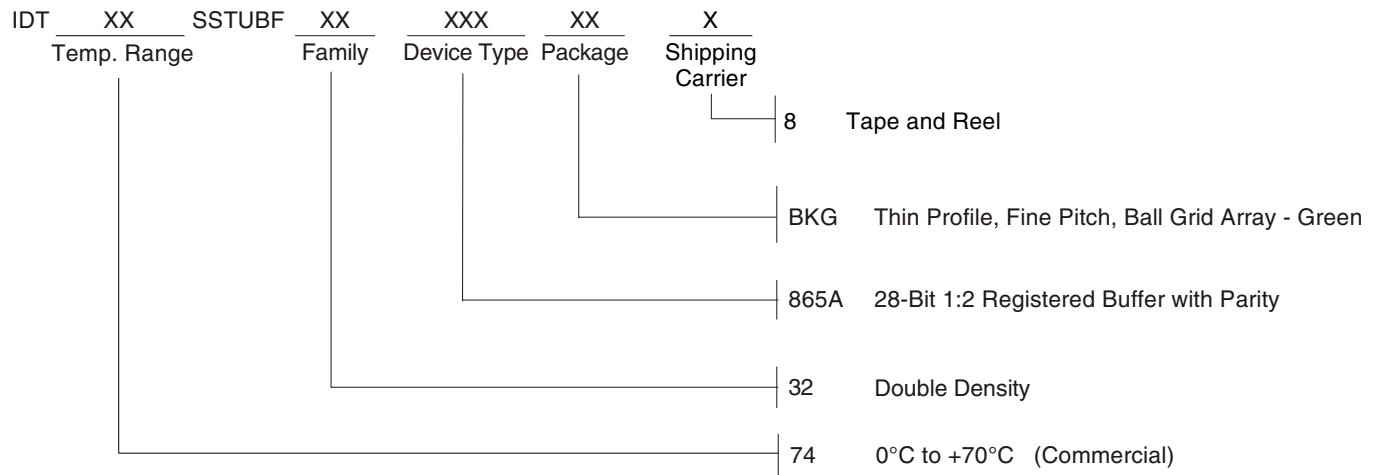 IDT XX SSTUBF XX XXX XX X
Temp. Range Family Device Type Package Shipping
Carrier
8 Tape and Reel
BKG Thin Profile, Fine Pitch, Ball Grid Array - Green
865A 28-Bit 1:2 Registered Buffer with Parity
32 Double Density
74 0°C to +70°C (Commercial)